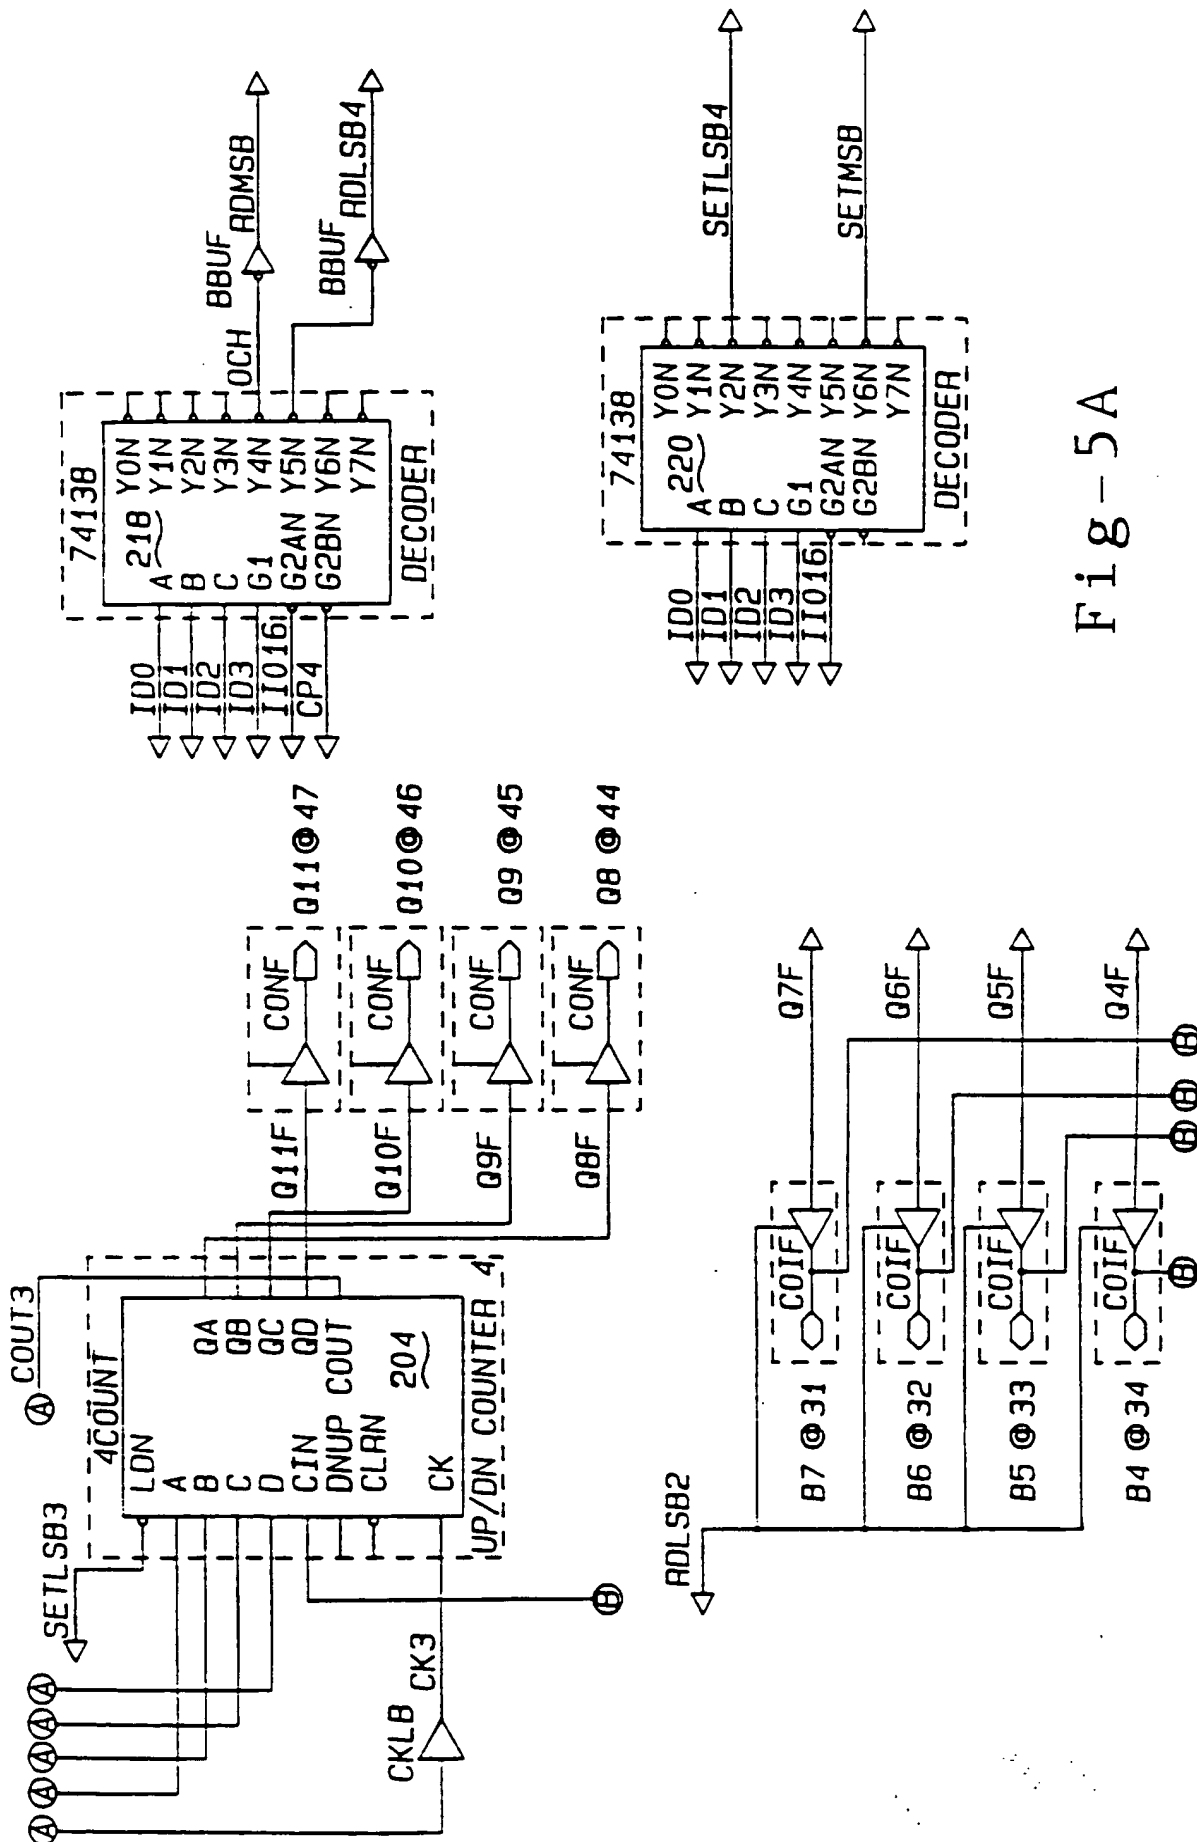 COUT3
4COUNT
SETLSB3
LDN
A
B
C
D
CIN
DNUP
CLRN
CK
QA
QB
QC
QD
COUT
204
UP/DN COUNTER
4
CKLB
CK3
A
A
A
A
A
A
B
Q11F
Q10F
Q9F
Q8F
CONF
CONF
CONF
CONF
Q11@47
Q10@46
Q9@45
Q8@44
74138
218
A
B
C
G1
G2AN
G2BN
Y0N
Y1N
Y2N
Y3N
Y4N
Y5N
Y6N
Y7N
DECODER
ID0
ID1
ID2
ID3
IIO16
CP4
OCH
BBUF
RDMSB
BBUF
RDLSB4
RDLSB2
B7@31
B6@32
B5@33
B4@34
COIF
COIF
COIF
COIF
Q7F
Q6F
Q5F
Q4F
B
B
B
B
74138
220
A
B
C
G1
G2AN
G2BN
Y0N
Y1N
Y2N
Y3N
Y4N
Y5N
Y6N
Y7N
DECODER
ID0
ID1
ID2
ID3
IIO16
SETLSB4
SETMSB
Fig-5A